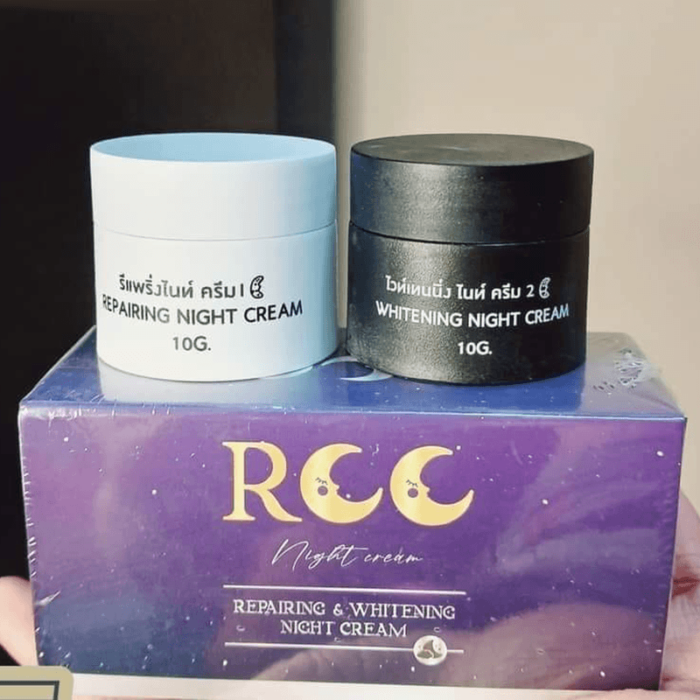 รีแพริ่งไนท์ ครีม 1
REPAIRING NIGHT CREAM
10G.
ไวท์เทนนิ่ง ไนท์ ครีม 2
WHITENING NIGHT CREAM
10G.
RCC
Night cream
REPAIRING & WHITENING
NIGHT CREAM